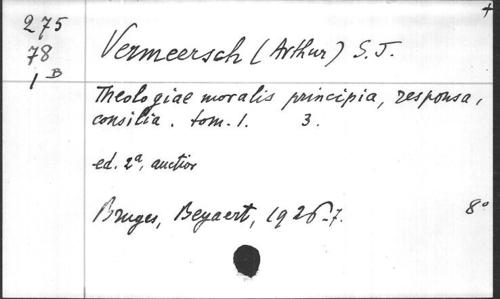 275
78
1 B
+
Vermeersch (Arthur) S.J.
Theologiae moralis principia, responsa,
consilia. tom. 1. 3.
ed. 2ª, auctior
Bruges, Beyaert, 1926-7. 8°